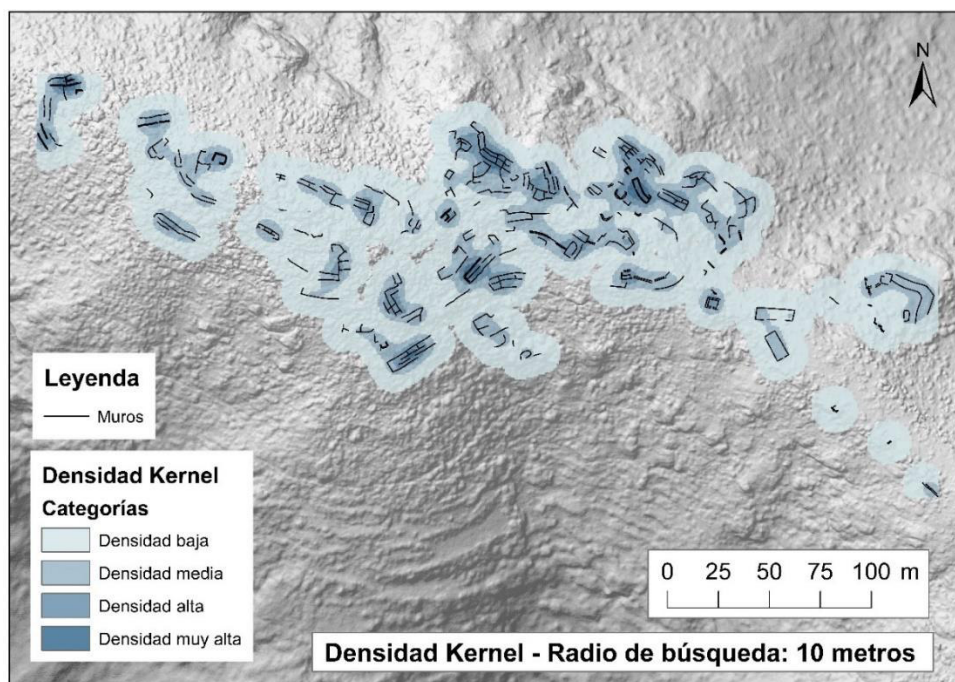 N
Leyenda
Muros
Densidad Kernel
Categorías
Densidad baja
Densidad media
Densidad alta
Densidad muy alta
0 25 50 75 100 m
Densidad Kernel - Radio de búsqueda: 10 metros